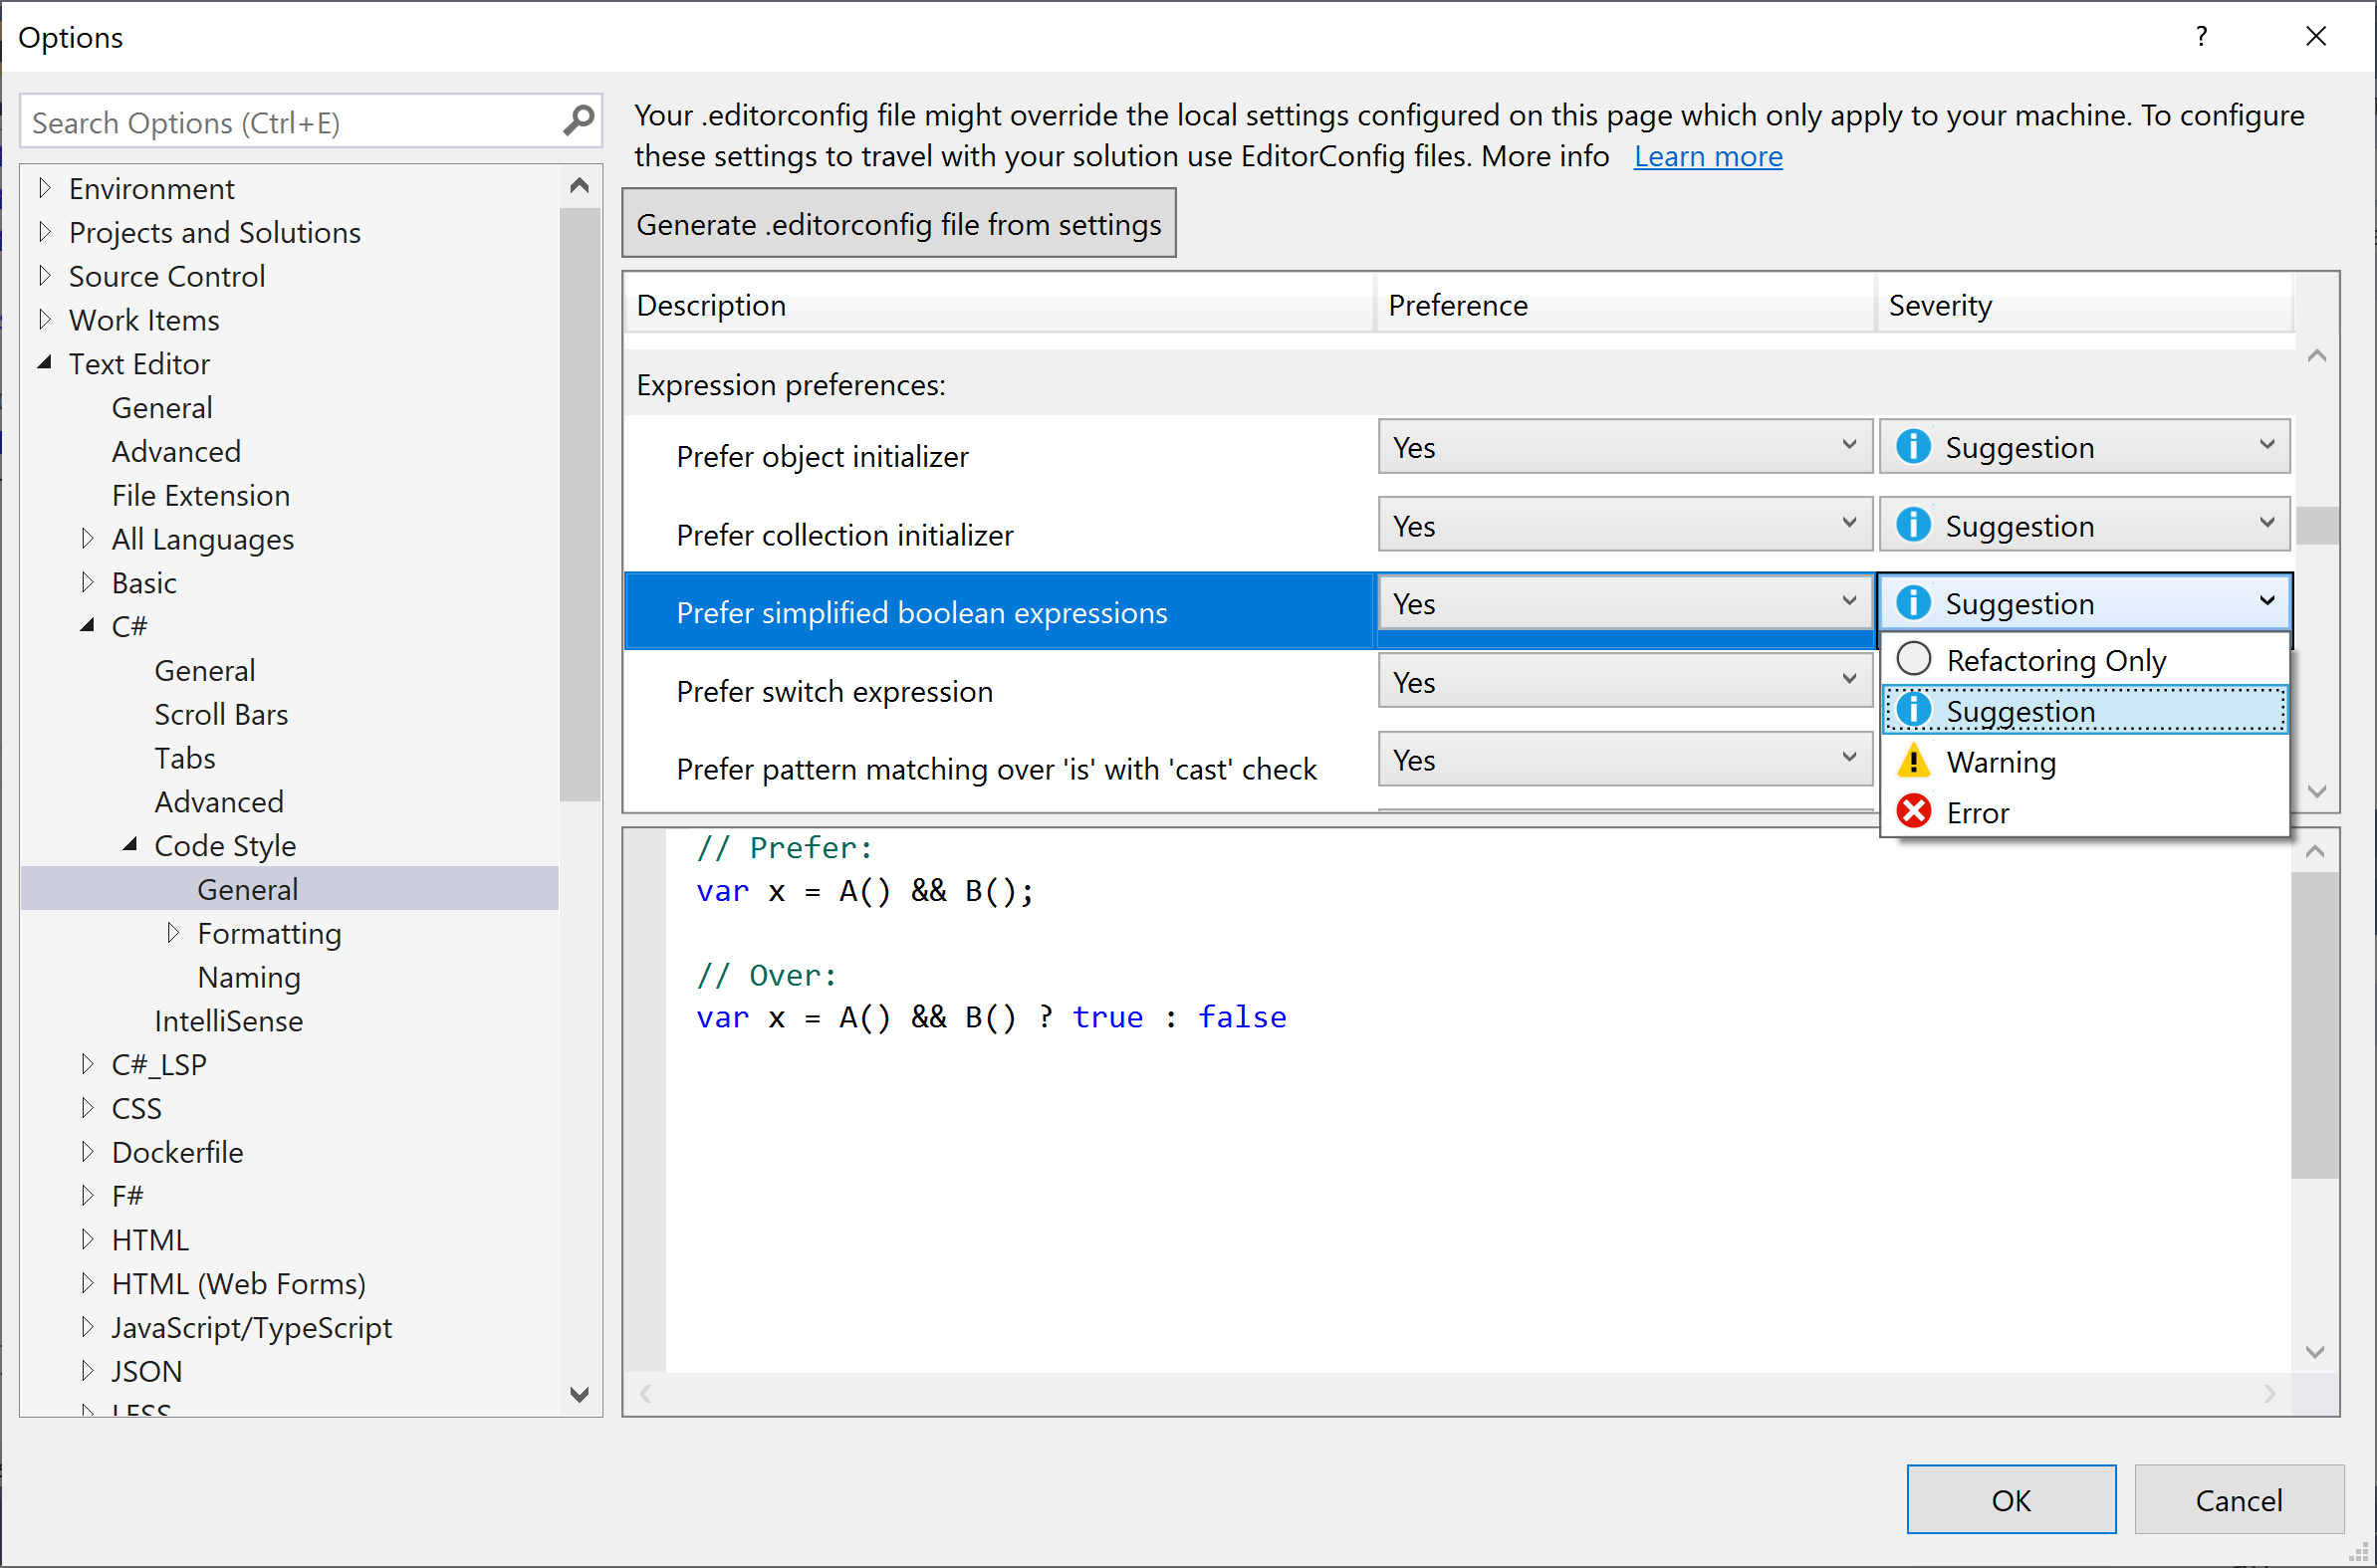 Options
?
Search Options (Ctrl+E)
Environment
Projects and Solutions
Source Control
Work Items
Text Editor
General
Advanced
File Extension
All Languages
Basic
C#
General
Scroll Bars
Tabs
Advanced
Code Style
General
Formatting
Naming
IntelliSense
C#_LSP
CSS
Dockerfile
F#
HTML
HTML (Web Forms)
JavaScript/TypeScript
JSON
LESS
Your .editorconfig file might override the local settings configured on this page which only apply to your machine. To configure
these settings to travel with your solution use EditorConfig files. More info Learn more
Generate .editorconfig file from settings
Description Preference Severity
Expression preferences:
Prefer object initializer Yes Suggestion
Prefer collection initializer Yes Suggestion
Prefer simplified boolean expressions Yes Suggestion
Prefer switch expression Yes
Prefer pattern matching over 'is' with 'cast' check Yes
Refactoring Only
Suggestion
Warning
Error
// Prefer:
var x = A() && B();
// Over:
var x = A() && B() ? true : false
OK Cancel